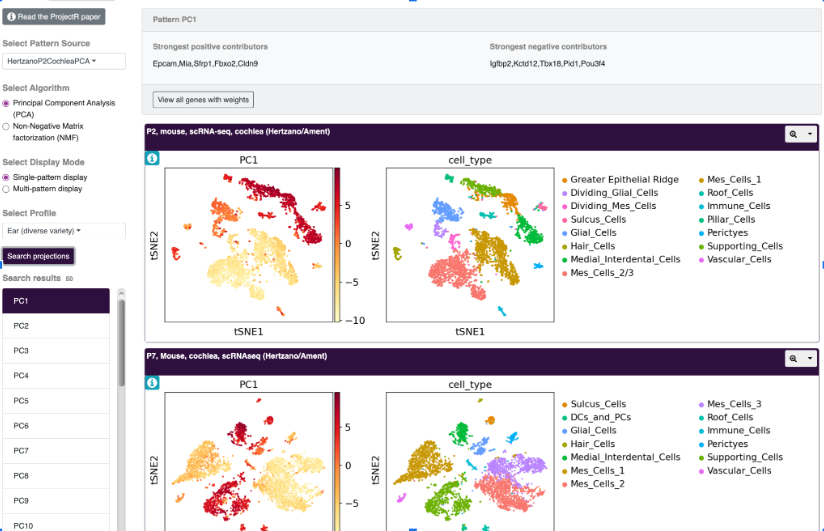 Read the ProjectR paper
Select Pattern Source
HertzanoP2CochleaPCA
Select Algorithm
Principal Component Analysis
(PCA)
Non-Negative Matrix
factorization (NMF)
Select Display Mode
Single-pattern display
Multi-pattern display
Select Profile
Ear (diverse variety)
Search projections
Search results 50
PC1
PC2
PC3
PC4
PC5
PC6
PC7
PC8
PC9
PC10
Pattern PC1
Strongest positive contributors
Epcam,Mia,Sfrp1,Fbxo2,Cldn9
Strongest negative contributors
Igfbp2,Kctd12,Tbx18,Pid1,Pou3f4
View all genes with weights
P2, mouse, scRNA-seq, cochlea (Hertzano/Ament)
PC1
tSNE2
tSNE1
5
0
−5
−10
cell_type
tSNE2
tSNE1
Greater Epithelial Ridge
Dividing_Glial_Cells
Dividing_Mes_Cells
Sulcus_Cells
Glial_Cells
Hair_Cells
Medial_Interdental_Cells
Mes_Cells_2/3
Mes_Cells_1
Roof_Cells
Immune_Cells
Pillar_Cells
Perictyes
Supporting_Cells
Vascular_Cells
P7, Mouse, cochlea, scRNAseq (Hertzano/Ament)
PC1
tSNE2
5
0
−5
cell_type
tSNE2
Sulcus_Cells
DCs_and_PCs
Glial_Cells
Hair_Cells
Medial_Interdental_Cells
Mes_Cells_1
Mes_Cells_2
Mes_Cells_3
Roof_Cells
Immune_Cells
Perictyes
Supporting_Cells
Vascular_Cells